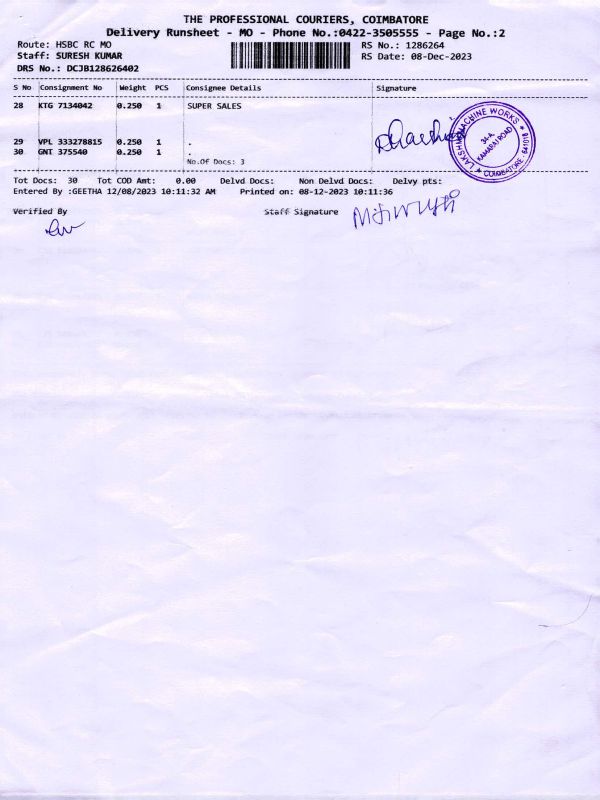 THE PROFESSIONAL COURIERS, COIMBATORE
Delivery Runsheet - MO - Phone No.:0422-3505555 - Page No.:2
Route: HSBC RC MO RS No.: 1286264
Staff: SURESH KUMAR RS Date: 08-Dec-2023
DRS No.: DCJB128626402
S No Consignment No Weight PCS Consignee Details Signature
28 KTG 7134042 0.250 1 SUPER SALES
29 VPL 333278815 0.250 1 .
30 GNT 375540 0.250 1 .
No.Of Docs: 3
LAKSHMI MACHINE WORKS
34-A
KAMARAJ ROAD
COIMBATORE
Tot Docs: 30 Tot COD Amt: 0.00 Delvd Docs: Non Delvd Docs: Delvy pts:
Entered By :GEETHA 12/08/2023 10:11:32 AM Printed on: 08-12-2023 10:11:36
Verified By Staff Signature